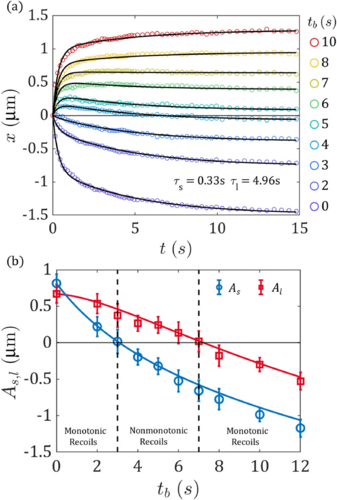 (a)
t_b (s)
1.5
1
0.5
0
-0.5
-1
-1.5
x (μm)
10
8
7
6
5
4
3
2
0
τ_s = 0.33s τ_l = 4.96s
0
5
10
15
t (s)
(b)
1
0.5
0
-0.5
-1
-1.5
A_s,l (μm)
A_s
A_l
Monotonic Nonmonotonic Monotonic
Recoils Recoils Recoils
0
2
4
6
8
10
12
t_b (s)